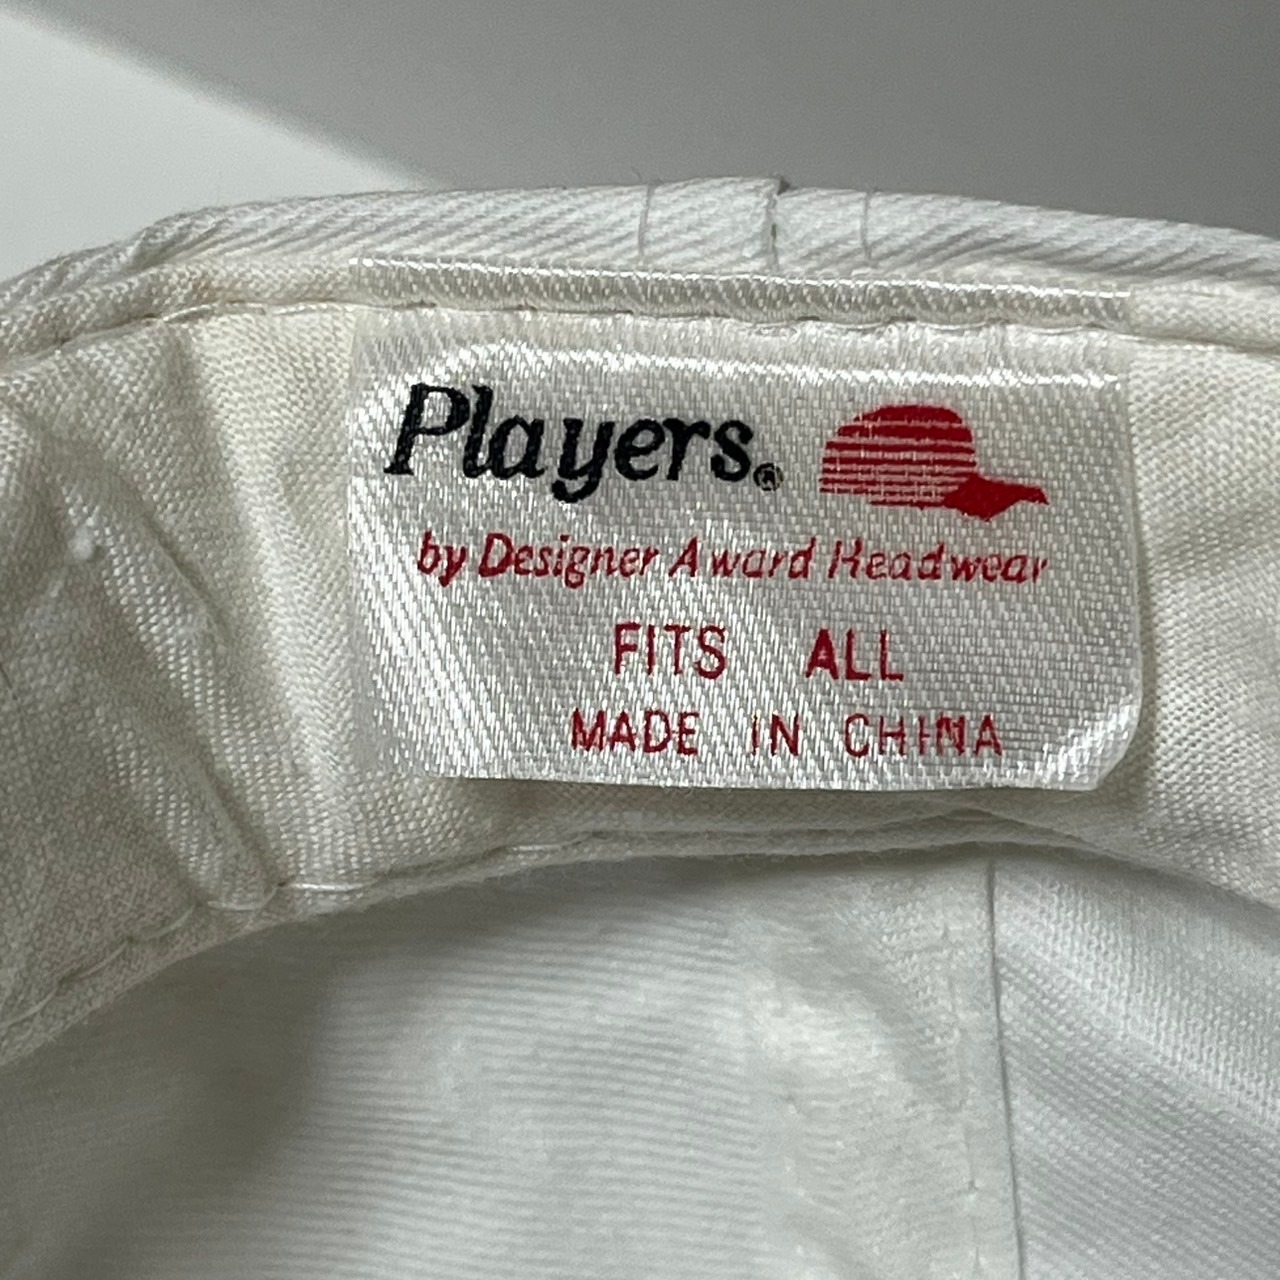 Players®
by Designer Award Headwear
FITS ALL
MADE IN CHINA